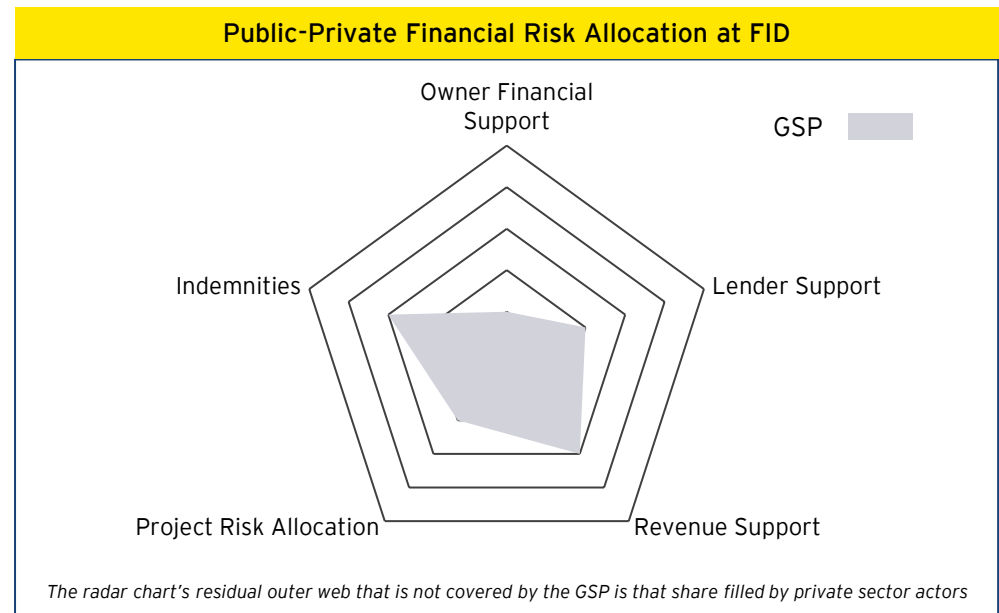 Public-Private Financial Risk Allocation at FID
Owner Financial
Support
GSP
Indemnities
Lender Support
Project Risk Allocation
Revenue Support
The radar chart's residual outer web that is not covered by the GSP is that share filled by private sector actors